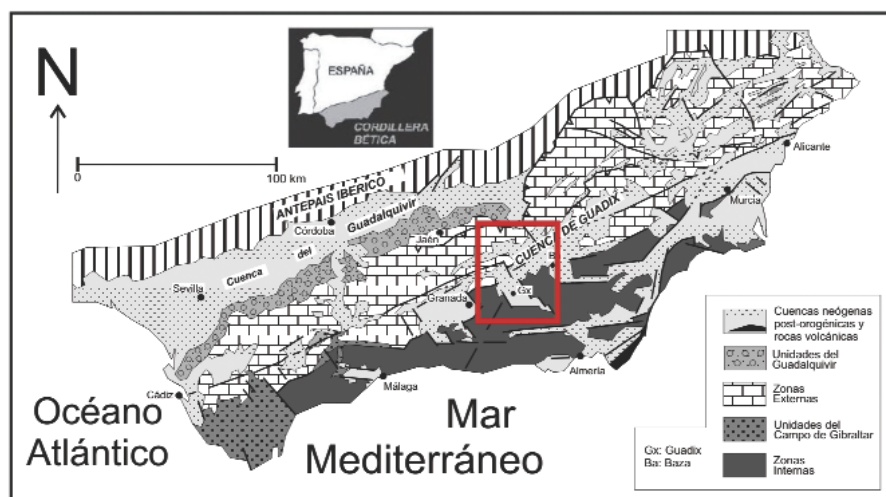 N
ESPAÑA
CORDILLERA
BÉTICA
0
100 km
ANTEPAIS IBERICO
Alicante
Murcia
Córdoba
Cuenca del Guadalquivir
Jaén
CUENCA DE GUADIX
Sevilla
Granada
Gx
Almería
Málaga
Cádiz
Océano
Atlántico
Mar
Mediterráneo
Cuencas neógenas
post-orogénicas y
rocas volcánicas
Unidades del
Guadalquivir
Zonas
Externas
Unidades del
Campo de Gibraltar
Zonas
Internas
Gx: Guadix
Ba: Baza